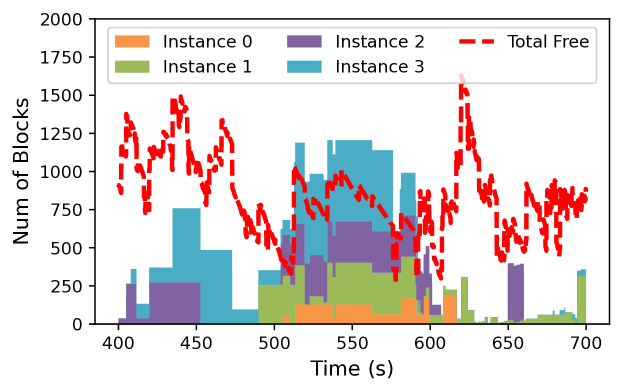 2000
1750
1500
1250
1000
750
500
250
0
Num of Blocks
Instance 0
Instance 1
Instance 2
Instance 3
Total Free
400
450
500
550
600
650
700
Time (s)